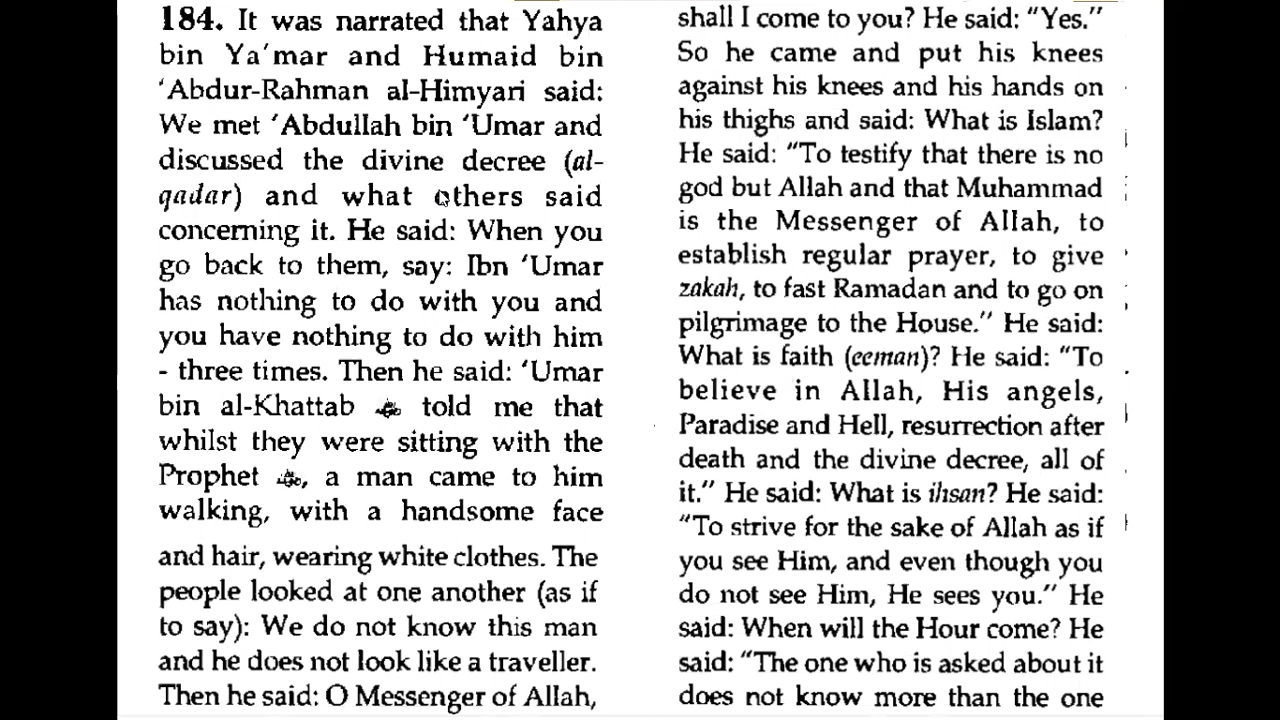 184. It was narrated that Yahya
bin Ya'mar and Humaid bin
'Abdur-Rahman al-Himyari said:
We met 'Abdullah bin 'Umar and
discussed the divine decree (al-
qadar) and what others said
concerning it. He said: When you
go back to them, say: Ibn 'Umar
has nothing to do with you and
you have nothing to do with him
- three times. Then he said: 'Umar
bin al-Khattab told me that
whilst they were sitting with the
Prophet , a man came to him
walking, with a handsome face
and hair, wearing white clothes. The
people looked at one another (as if
to say): We do not know this man
and he does not look like a traveller.
Then he said: O Messenger of Allah,
shall I come to you? He said: "Yes."
So he came and put his knees
against his knees and his hands on
his thighs and said: What is Islam?
He said: "To testify that there is no
god but Allah and that Muhammad
is the Messenger of Allah, to
establish regular prayer, to give
zakah, to fast Ramadan and to go on
pilgrimage to the House." He said:
What is faith (eeman)? He said: "To
believe in Allah, His angels,
Paradise and Hell, resurrection after
death and the divine decree, all of
it." He said: What is ihsan? He said:
"To strive for the sake of Allah as if
you see Him, and even though you
do not see Him, He sees you." He
said: When will the Hour come? He
said: "The one who is asked about it
does not know more than the one